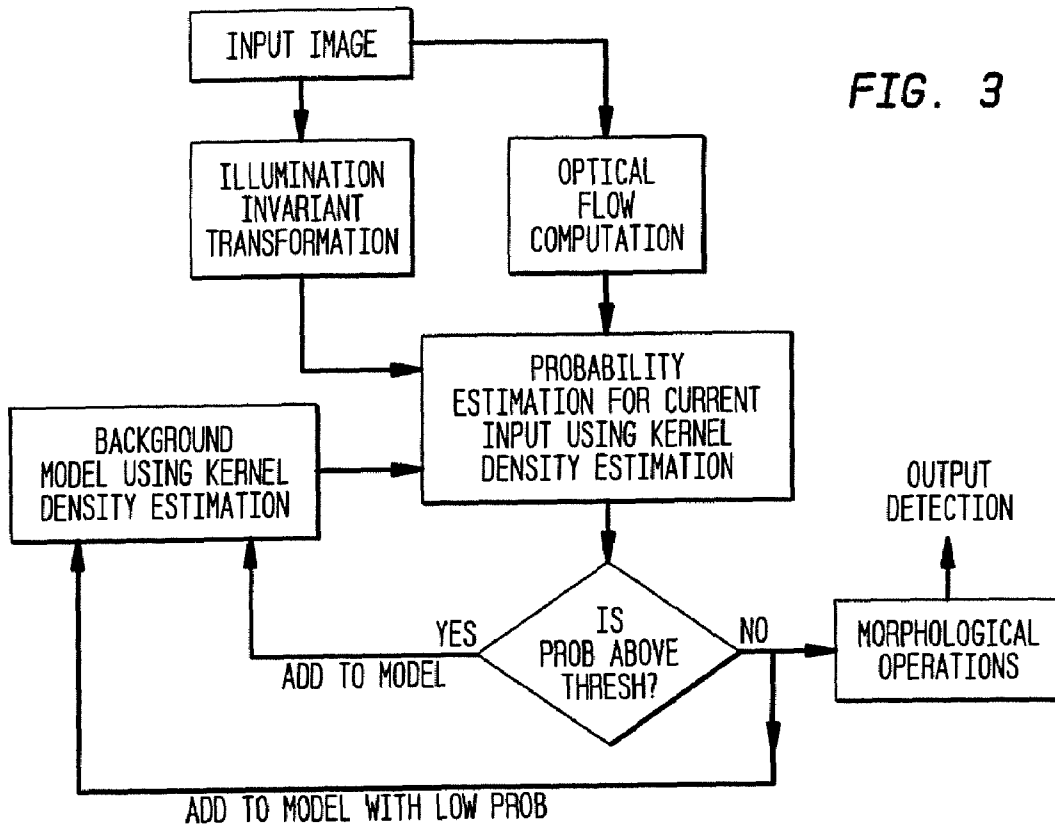 INPUT IMAGE
FIG. 3
ILLUMINATION
INVARIANT
TRANSFORMATION
OPTICAL
FLOW
COMPUTATION
PROBABILITY
ESTIMATION FOR CURRENT
INPUT USING KERNEL
DENSITY ESTIMATION
BACKGROUND
MODEL USING KERNEL
DENSITY ESTIMATION
OUTPUT
DETECTION
IS
PROB ABOVE
THRESH?
YES
ADD TO MODEL
NO
MORPHOLOGICAL
OPERATIONS
ADD TO MODEL WITH LOW PROB